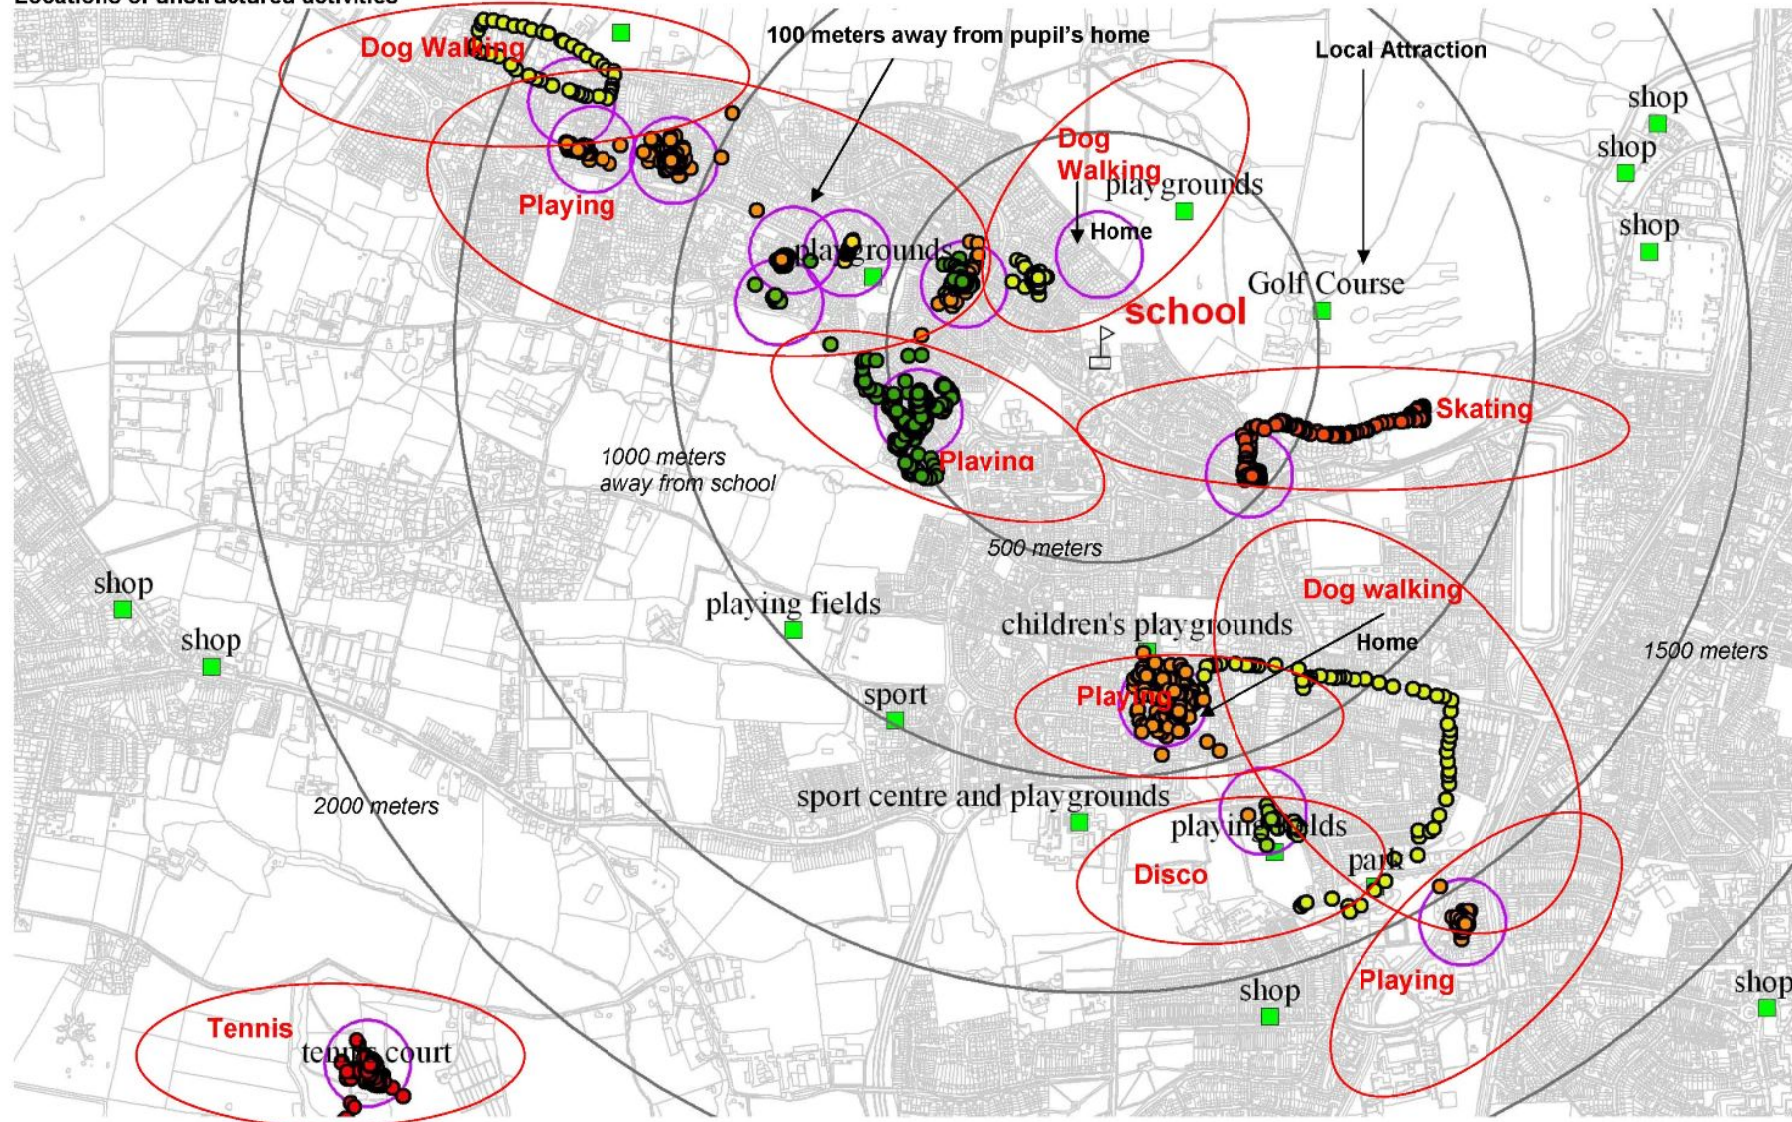 Locations of unstructured activities
Dog Walking
100 meters away from pupil's home
Local Attraction
shop
shop
Dog
Walking
playgrounds
Playing
shop
Home
playgrounds
Golf Course
school
Skating
1000 meters
away from school
Playing
500 meters
shop
Dog walking
playing fields
children's playgrounds
Home
shop
1500 meters
sport
Playing
2000 meters
sport centre and playgrounds
playing fields
park
Disco
Playing
shop
shop
Tennis
tennis court